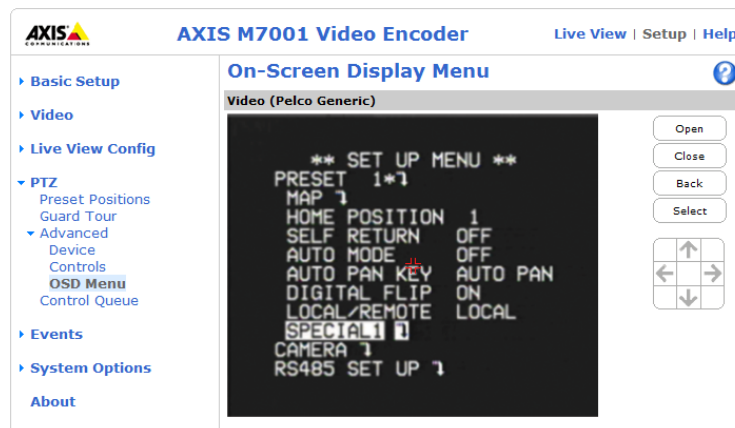 AXIS
COMMUNICATIONS
AXIS M7001 Video Encoder
Live View | Setup | Help
Basic Setup
Video
Live View Config
PTZ
Preset Positions
Guard Tour
Advanced
Device
Controls
OSD Menu
Control Queue
Events
System Options
About
On-Screen Display Menu
?
Video (Pelco Generic)
** SET UP MENU **
PRESET 1*↴
MAP ↴
HOME POSITION 1
SELF RETURN OFF
AUTO MODE OFF
AUTO PAN KEY AUTO PAN
DIGITAL FLIP ON
LOCAL/REMOTE LOCAL
SPECIAL1 ↴
CAMERA ↴
RS485 SET UP ↴
Open
Close
Back
Select